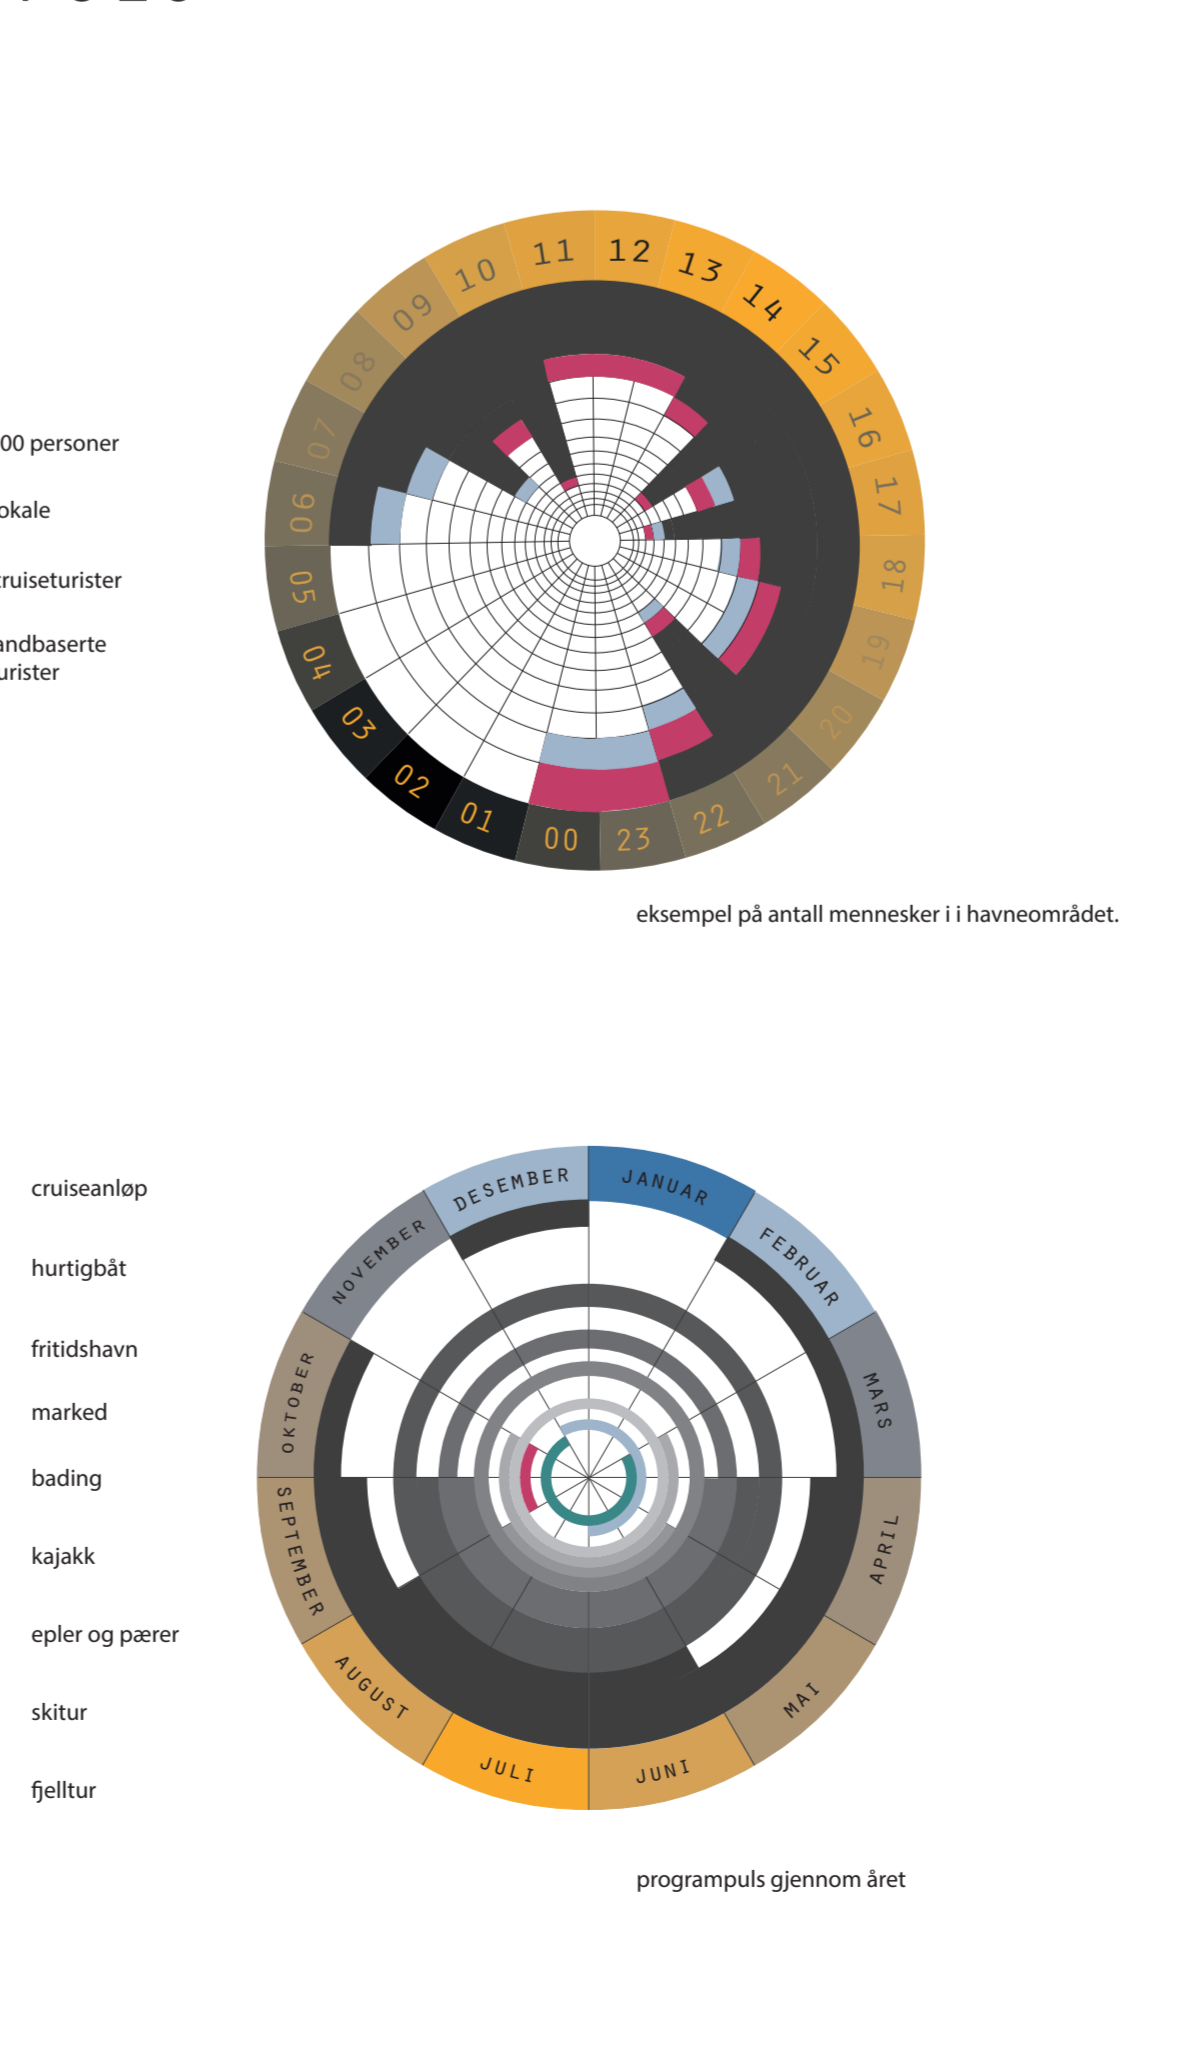 00 personer
okale
ruiseturister
andbaserte
urister
11
12
13
14
15
16
17
18
19
20
21
22
23
00
01
02
03
04
05
06
07
08
09
10
eksempel på antall mennesker i i havneområdet.
cruiseanløp
hurtigbåt
fritidshavn
marked
bading
kajakk
epler og pærer
skitur
fjelltur
JANUAR
FEBRUAR
MARS
APRIL
MAI
JUNI
JULI
AUGUST
SEPTEMBER
OKTOBER
NOVEMBER
DESEMBER
programpuls gjennom året